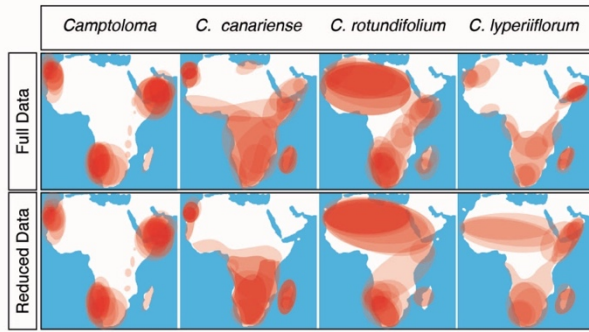 Camptoloma C. canariense C. rotundifolium C. lyperiiflorum
Full Data
Reduced Data